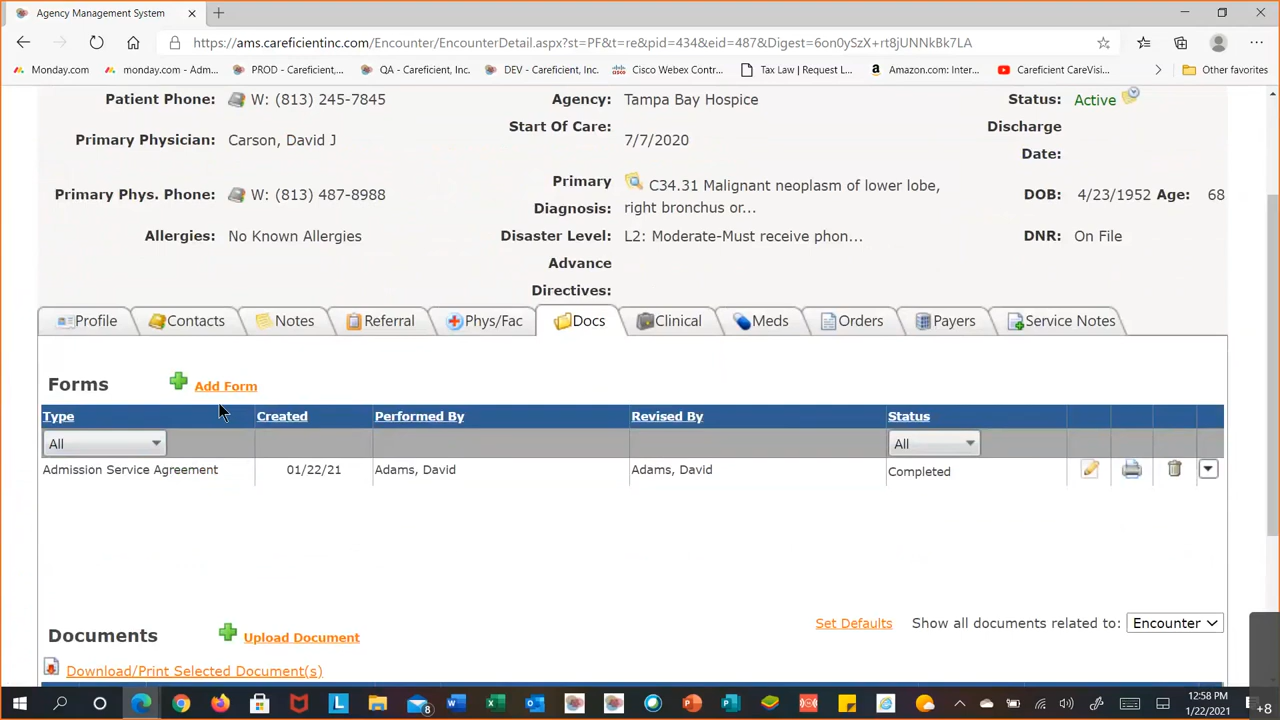 Agency Management System
https://ams.careficientinc.com/Encounter/EncounterDetail.aspx?st=PF&t=re&pid=434&eid=487&Digest=6on0ySzX+rt8jUNNkBk7LA
Monday.com
monday.com - Adm...
PROD - Careficient,...
QA - Careficient, Inc.
DEV - Careficient, Inc.
Cisco Webex Contr...
Tax Law | Request L...
Amazon.com: Inter...
Careficient CareVisi...
Other favorites
Patient Phone: W: (813) 245-7845 Agency: Tampa Bay Hospice Status: Active
Start Of Care: 7/7/2020 Discharge Date:
Primary Physician: Carson, David J
Primary Phys. Phone: W: (813) 487-8988
Primary Diagnosis: C34.31 Malignant neoplasm of lower lobe,
right bronchus or...
DOB: 4/23/1952 Age: 68
Allergies: No Known Allergies Disaster Level: L2: Moderate-Must receive phon... DNR: On File
Advance
Directives:
Profile Contacts Notes Referral Phys/Fac Docs Clinical Meds Orders Payers Service Notes
Forms Add Form
Type Created Performed By Revised By Status
All All
Admission Service Agreement 01/22/21 Adams, David Adams, David Completed
Documents Upload Document Set Defaults Show all documents related to: Encounter
Download/Print Selected Document(s)
8
12:58 PM
1/22/2021
+8